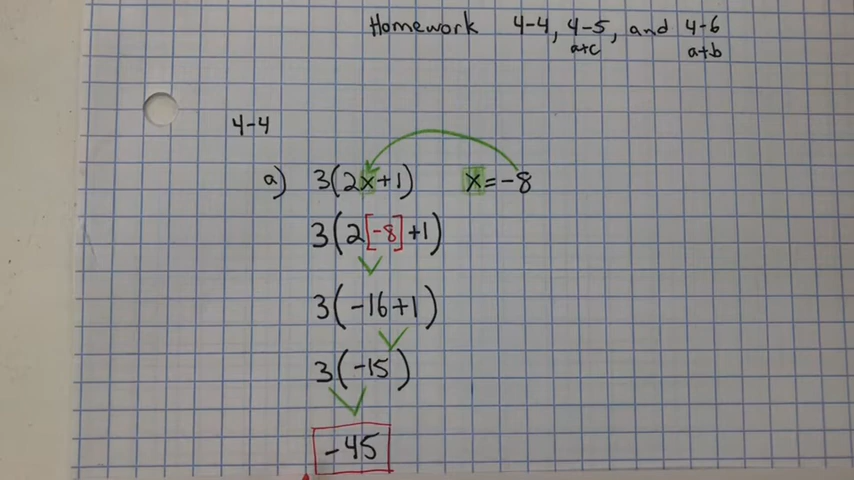 Homework 4-4, 4-5, and 4-6
a+c a+b
4-4
a) 3(2x+1) x=-8
3(2[-8]+1)
3(-16+1)
3(-15)
-45